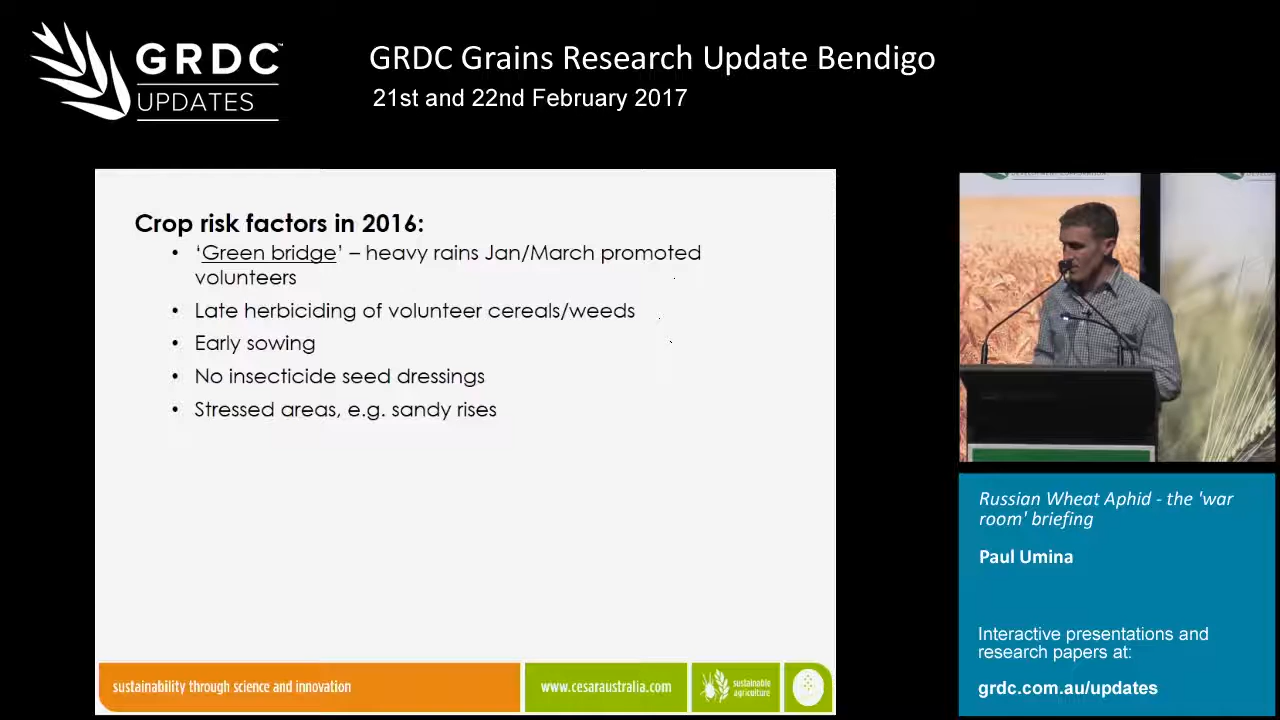 GRDC™
UPDATES
GRDC Grains Research Update Bendigo
21st and 22nd February 2017
Crop risk factors in 2016:
• ‘Green bridge’ – heavy rains Jan/March promoted
volunteers
• Late herbiciding of volunteer cereals/weeds
• Early sowing
• No insecticide seed dressings
• Stressed areas, e.g. sandy rises
sustainability through science and innovation
www.cesaraustralia.com
sustainable
agriculture
Russian Wheat Aphid - the 'war
room' briefing
Paul Umina
Interactive presentations and
research papers at:
grdc.com.au/updates